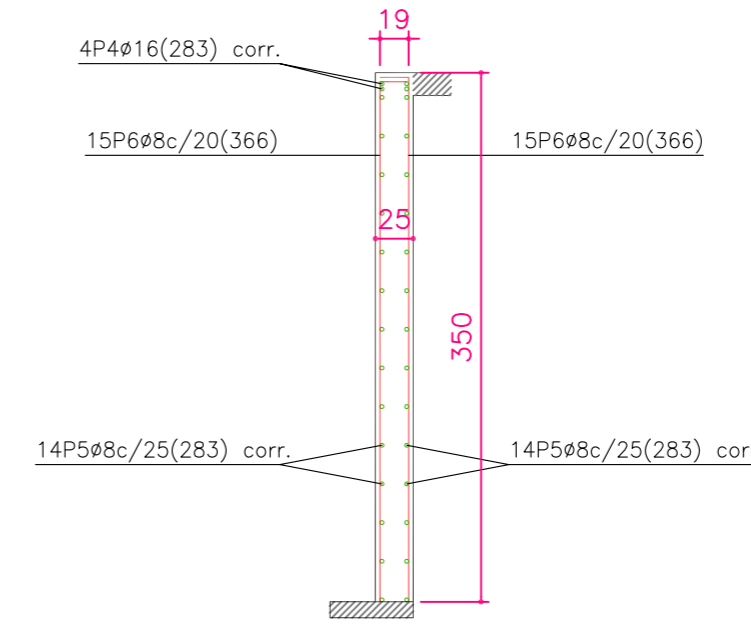 19
4P4ø16(283) corr.
15P6ø8c/20(366)
15P6ø8c/20(366)
25
350
14P5ø8c/25(283) corr.
14P5ø8c/25(283) cor